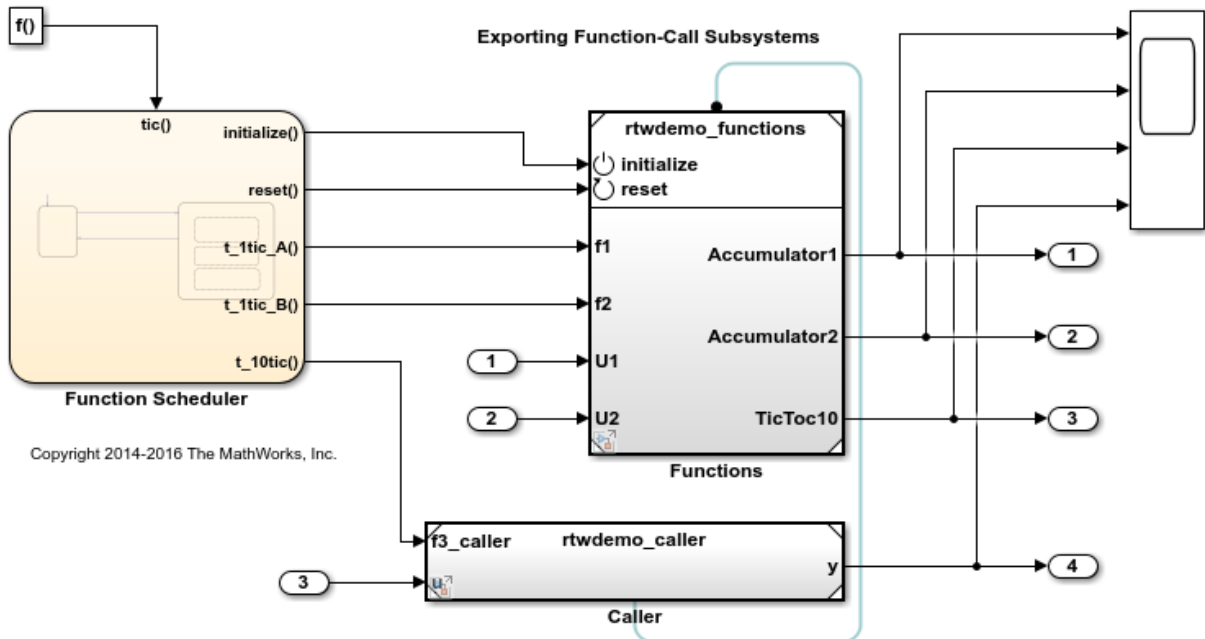 f()
Exporting Function-Call Subsystems
tic()
initialize()
reset()
t_1tic_A()
t_1tic_B()
t_10tic()
Function Scheduler
Copyright 2014-2016 The MathWorks, Inc.
rtwdemo_functions
initialize
reset
f1
f2
1
U1
2
U2
Accumulator1
1
Accumulator2
2
TicToc10
3
Functions
f3_caller
rtwdemo_caller
3
u
y
4
Caller